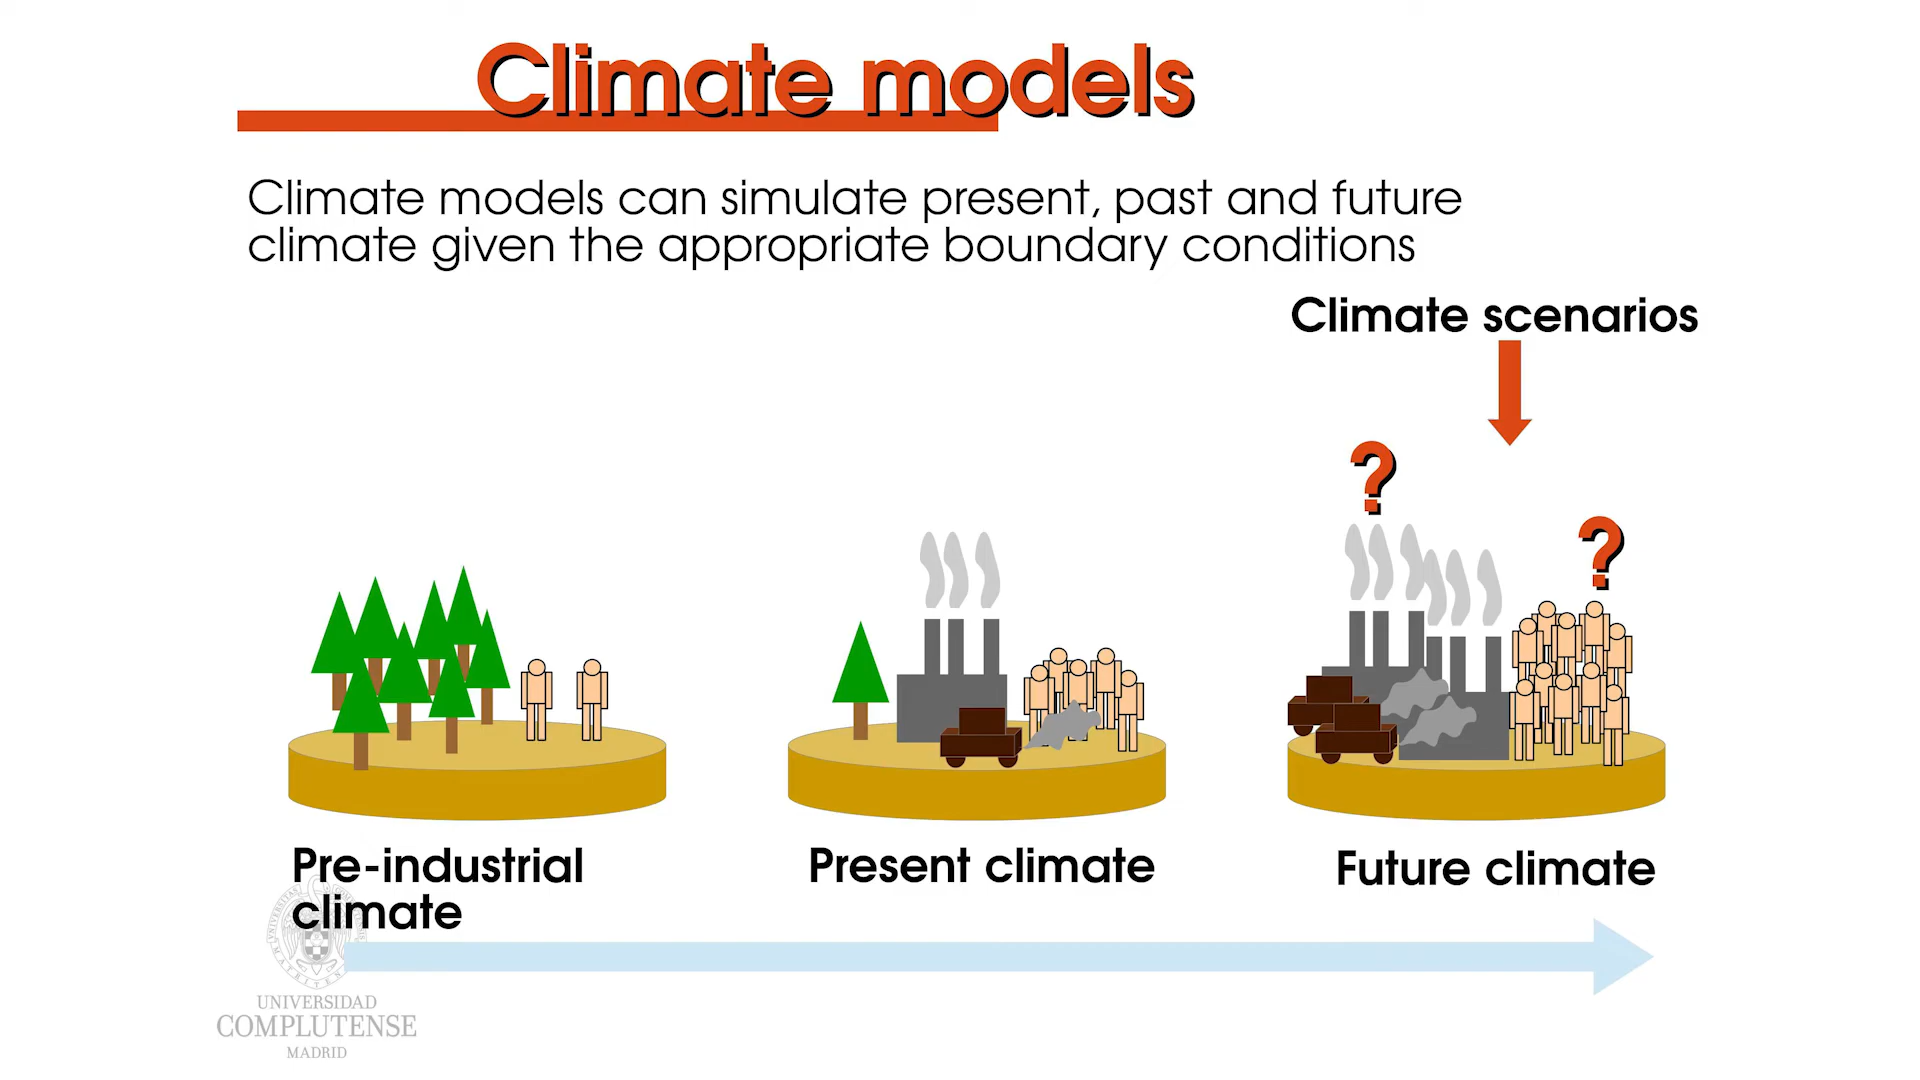 Climate models
Climate models can simulate present, past and future
climate given the appropriate boundary conditions
Climate scenarios
?
?
Pre-industrial
climate
Present climate
Future climate
UNIVERSIDAD
COMPLUTENSE
MADRID